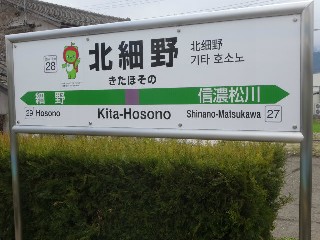 28
北細野
きたほその
北细野
기타 호소노
細野
信濃松川
29 Hosono
Kita-Hosono
Shinano-Matsukawa 27